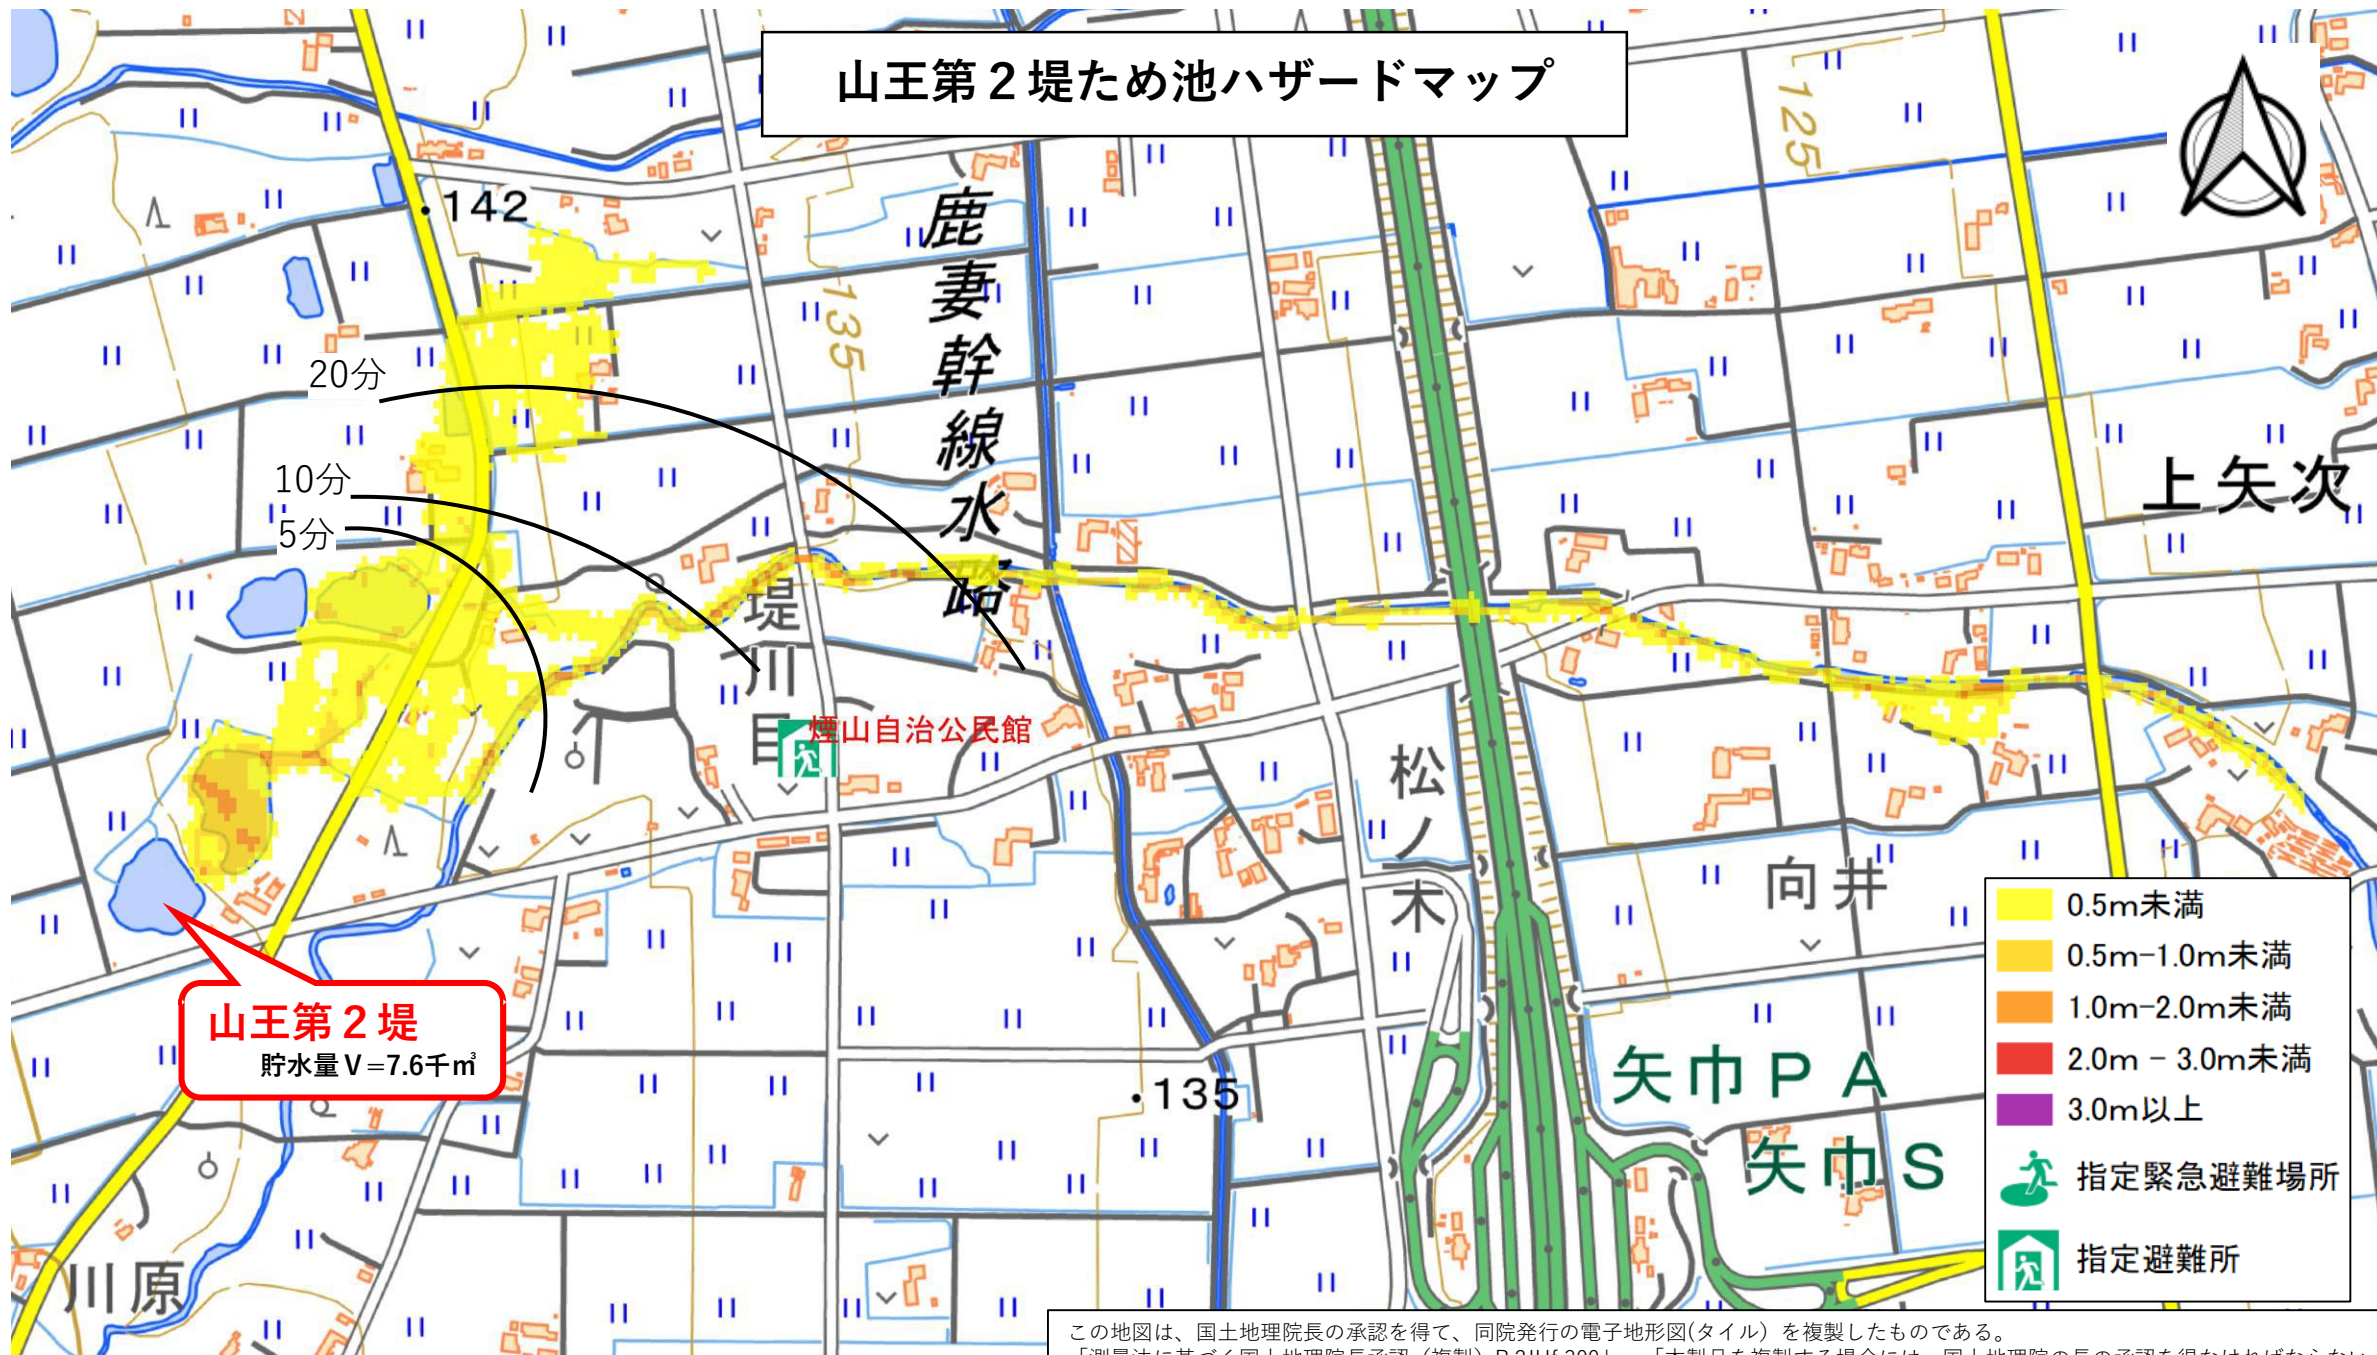 山王第２堤ため池ハザードマップ
142
125
鹿妻幹線水路
135
20分
10分
5分
上矢次
堤川目
煙山自治公民館
松ノ木
向井
山王第２堤
貯水量Ｖ=7.6千㎥
135
矢巾ＰＡ
矢巾Ｓ
川原
0.5m未満
0.5m-1.0m未満
1.0m-2.0m未満
2.0m - 3.0m未満
3.0m以上
指定緊急避難場所
指定避難所
この地図は、国土地理院長の承認を得て、同院発行の電子地形図(タイル）を複製したものである。